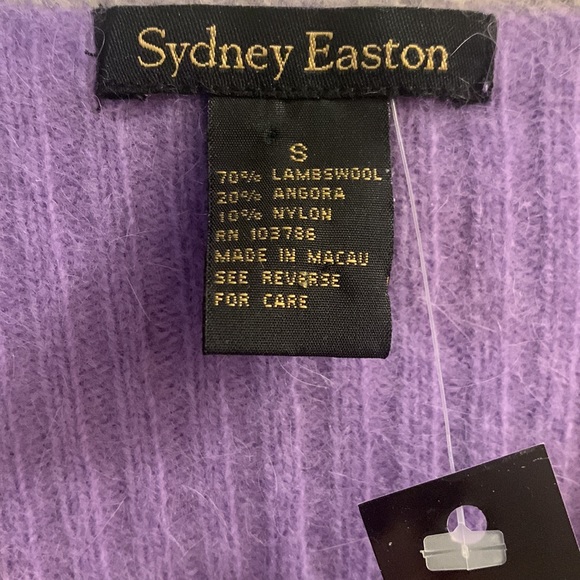 Sydney Easton
S
70% LAMBSWOOL
20% ANGORA
10% NYLON
RN 103786
MADE IN MACAU
SEE REVERSE
FOR CARE